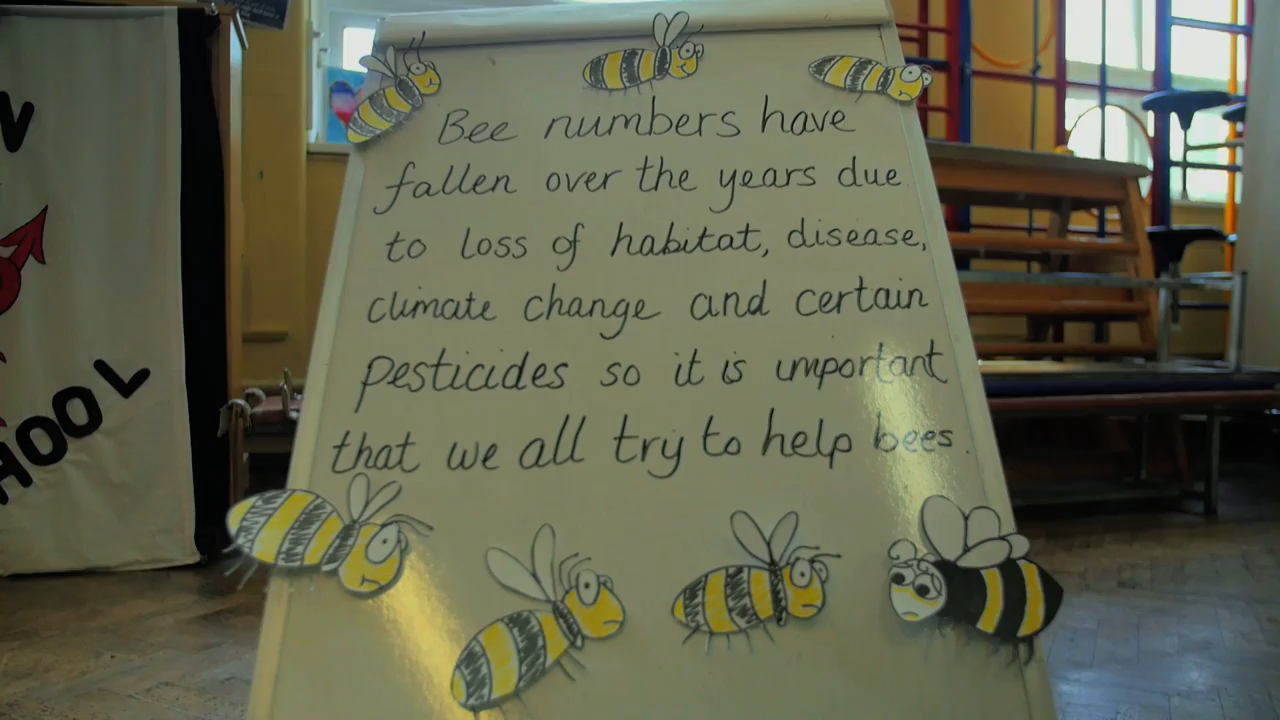 Bee numbers have
fallen over the years due
to loss of habitat, disease,
climate change and certain
pesticides so it is important
that we all try to help bees.